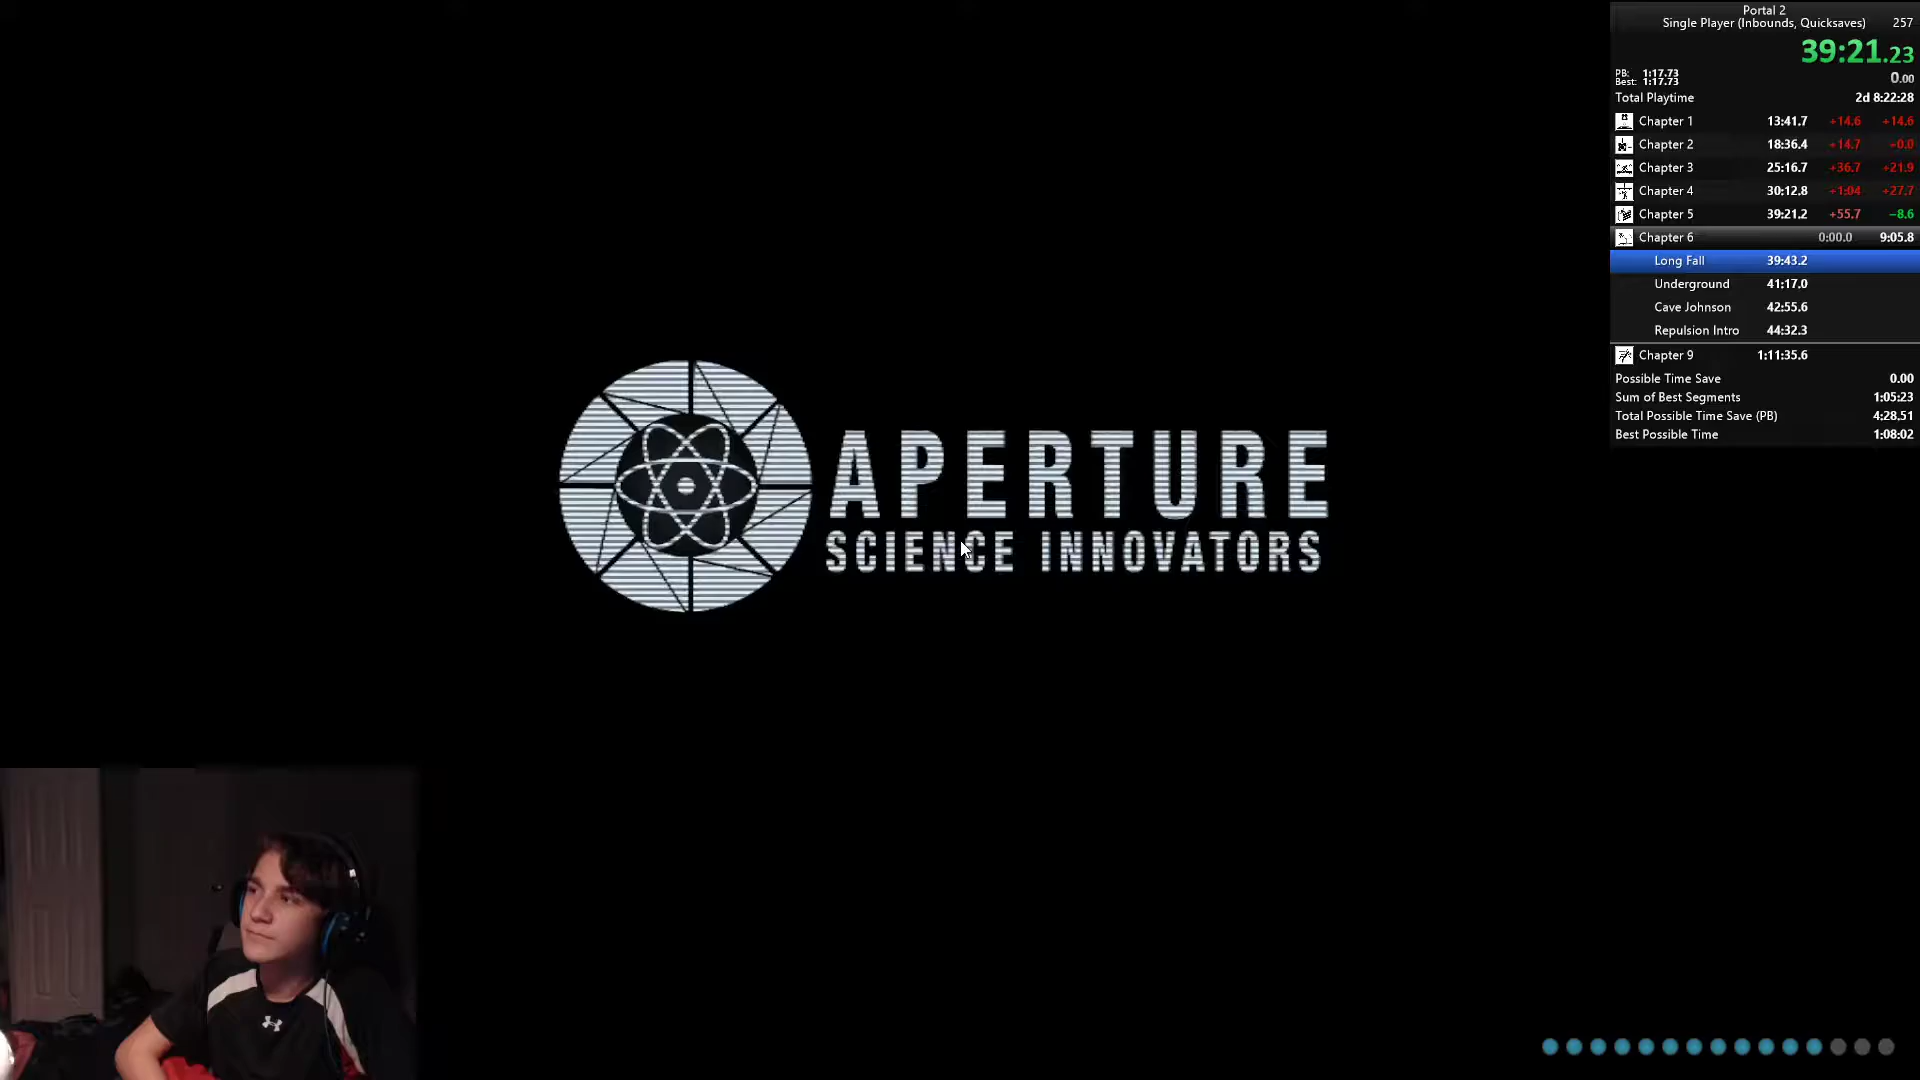 Portal 2
Single Player (Inbounds, Quicksaves) 257
39:21.23
PB: 1:17.73
Best: 1:17.73
0.00
Total Playtime 2d 8:22:28
Chapter 1 13:41.7 +14.6 +14.6
Chapter 2 18:36.4 +14.7 −0.0
Chapter 3 25:16.7 +36.7 +21.9
Chapter 4 30:12.8 +1:04 +27.7
Chapter 5 39:21.2 +55.7 −8.6
Chapter 6 0:00.0 9:05.8
Long Fall 39:43.2
Underground 41:17.0
Cave Johnson 42:55.6
Repulsion Intro 44:32.3
Chapter 9 1:11:35.6
Possible Time Save 0.00
Sum of Best Segments 1:05:23
Total Possible Time Save (PB) 4:28.51
Best Possible Time 1:08:02
APERTURE
SCIENCE INNOVATORS